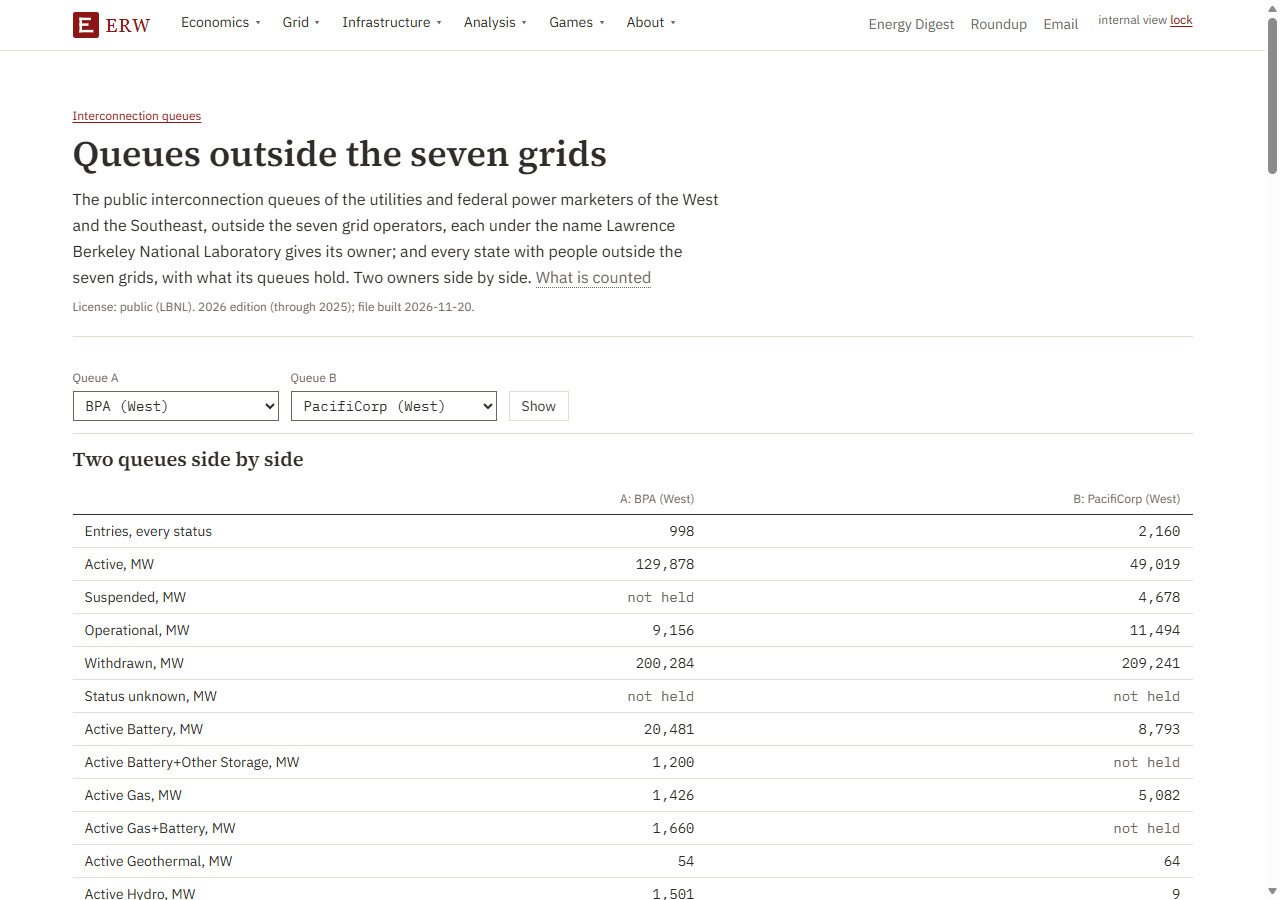 E ERW Economics Grid Infrastructure Analysis Games About Energy Digest Roundup Email internal view lock
Interconnection queues
Queues outside the seven grids
The public interconnection queues of the utilities and federal power marketers of the West
and the Southeast, outside the seven grid operators, each under the name Lawrence
Berkeley National Laboratory gives its owner; and every state with people outside the
seven grids, with what its queues hold. Two owners side by side. What is counted
License: public (LBNL). 2026 edition (through 2025); file built 2026-11-20.
Queue A Queue B
BPA (West) PacifiCorp (West) Show
Two queues side by side
A: BPA (West) B: PacifiCorp (West)
Entries, every status 998 2,160
Active, MW 129,878 49,019
Suspended, MW not held 4,678
Operational, MW 9,156 11,494
Withdrawn, MW 200,284 209,241
Status unknown, MW not held not held
Active Battery, MW 20,481 8,793
Active Battery+Other Storage, MW 1,200 not held
Active Gas, MW 1,426 5,082
Active Gas+Battery, MW 1,660 not held
Active Geothermal, MW 54 64
Active Hydro, MW 1,501 9